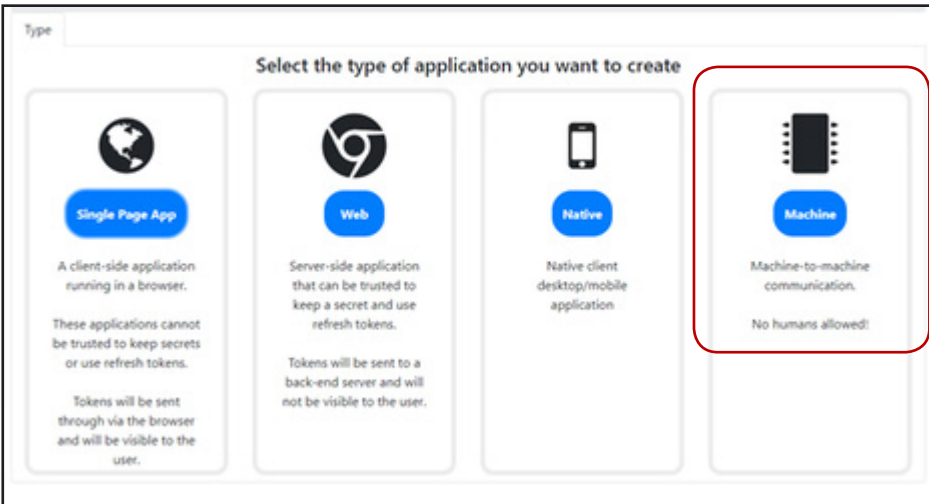 Type
Select the type of application you want to create
Single Page App
A client-side application
running in a browser.
These applications cannot
be trusted to keep secrets
or use refresh tokens.
Tokens will be sent
through via the browser
and will be visible to the
user.
Web
Server-side application
that can be trusted to
keep a secret and use
refresh tokens.
Tokens will be sent to a
back-end server and will
not be visible to the user.
Native
Native client
desktop/mobile
application
Machine
Machine-to-machine
communication.
No humans allowed!